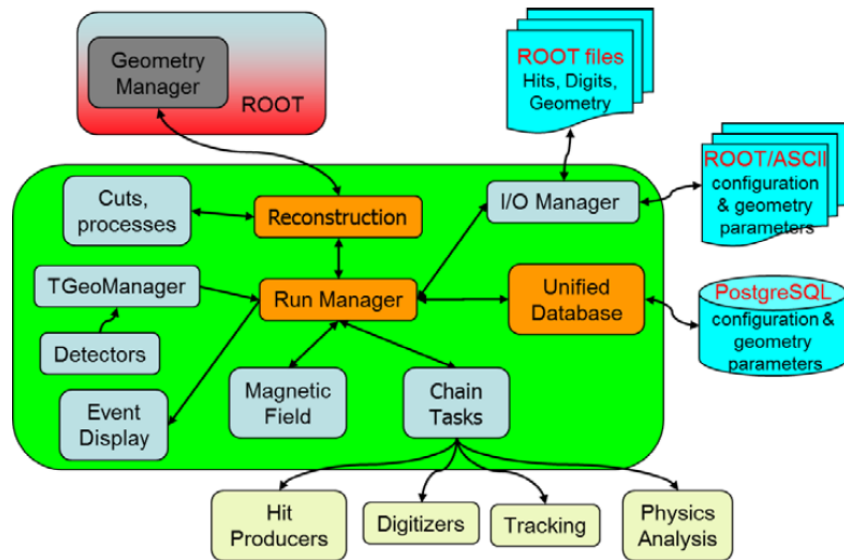 Geometry
Manager
ROOT
ROOT files
Hits, Digits,
Geometry
ROOT/ASCII
configuration
& geometry
parameters
Cuts,
processes
Reconstruction
I/O Manager
TGeoManager
Run Manager
Unified
Database
PostgreSQL
configuration &
geometry
parameters
Detectors
Magnetic
Field
Chain
Tasks
Event
Display
Hit
Producers
Digitizers
Tracking
Physics
Analysis